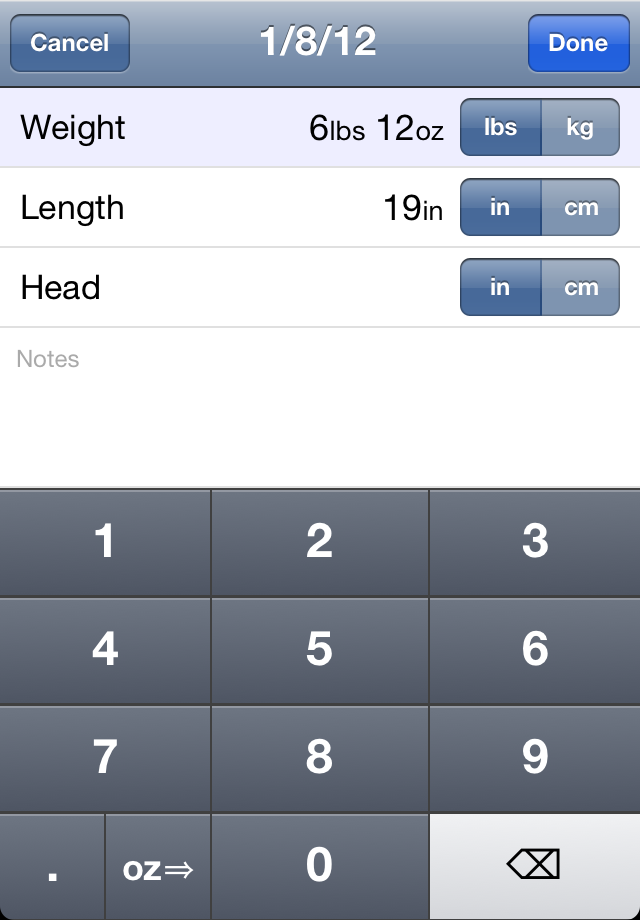 Cancel 1/8/12 Done
Weight 6lbs 12oz lbs kg
Length 19in in cm
Head in cm
Notes
1 2 3
4 5 6
7 8 9
. oz⇒ 0 ⌫